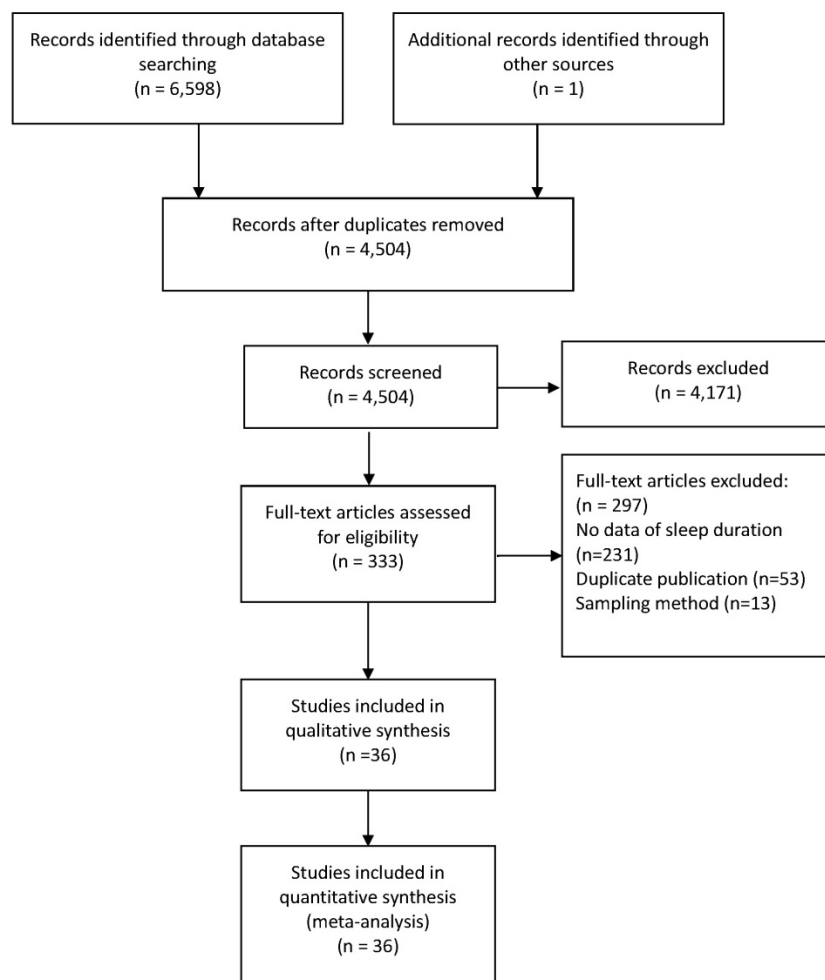 Records identified through database
searching
(n = 6,598)
Additional records identified through
other sources
(n = 1)
Records after duplicates removed
(n = 4,504)
Records screened
(n = 4,504)
Records excluded
(n = 4,171)
Full-text articles assessed
for eligibility
(n = 333)
Full-text articles excluded:
(n = 297)
No data of sleep duration
(n=231)
Duplicate publication (n=53)
Sampling method (n=13)
Studies included in
qualitative synthesis
(n =36)
Studies included in
quantitative synthesis
(meta-analysis)
(n = 36)